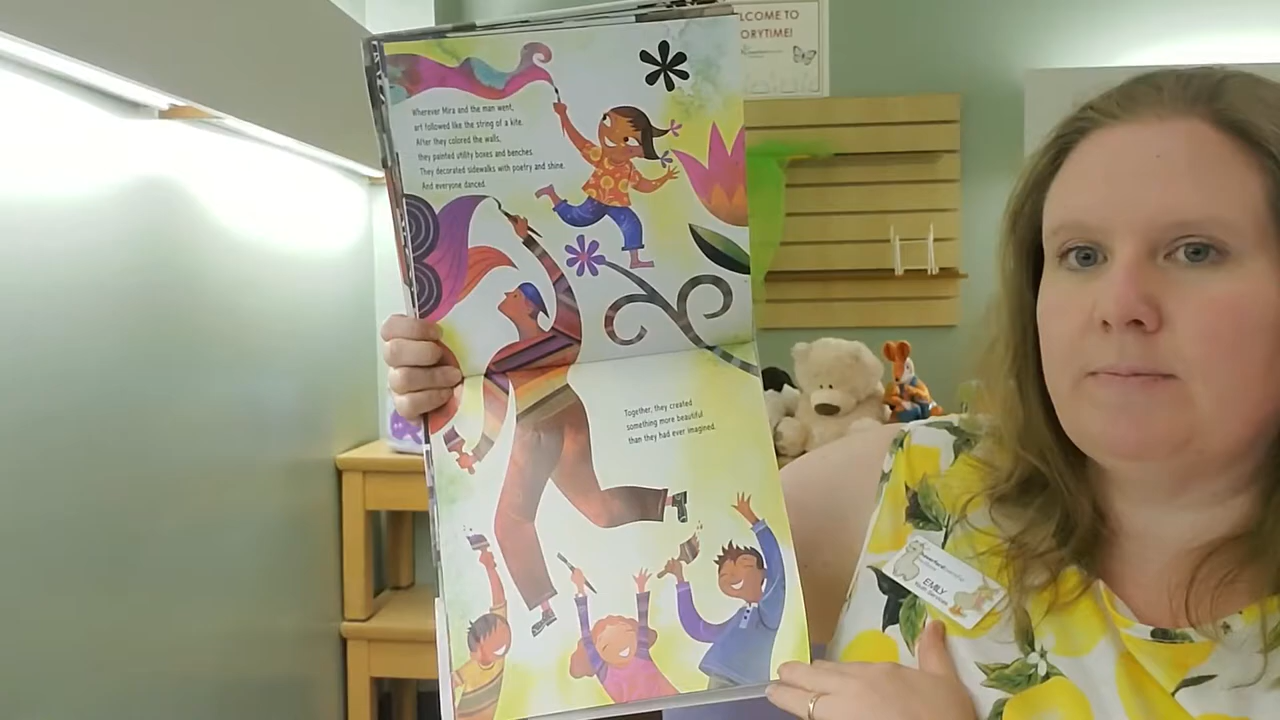 LCOME TO
ORYTIME!
Wherever Mira and the man went,
art followed like the string of a kite.
After they colored the walls,
they painted utility boxes and benches.
They decorated sidewalks with poetry and shine.
And everyone danced.
Together, they created
something more beautiful
than they had ever imagined.
EMILY
Youth Services